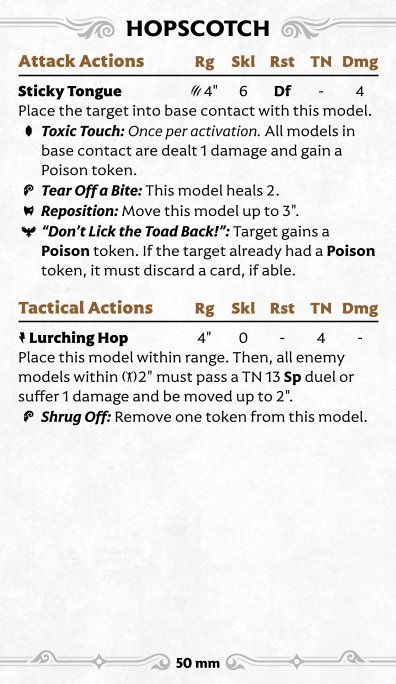 HOPSCOTCH
Attack Actions Rg Skl Rst TN Dmg
Sticky Tongue 4" 6 Df - 4
Place the target into base contact with this model.
Toxic Touch: Once per activation. All models in
base contact are dealt 1 damage and gain a
Poison token.
Tear Off a Bite: This model heals 2.
Reposition: Move this model up to 3".
“Don’t Lick the Toad Back!”: Target gains a
Poison token. If the target already had a Poison
token, it must discard a card, if able.
Tactical Actions Rg Skl Rst TN Dmg
Lurching Hop 4" 0 - 4 -
Place this model within range. Then, all enemy
models within 2" must pass a TN 13 Sp duel or
suffer 1 damage and be moved up to 2".
Shrug Off: Remove one token from this model.
50 mm